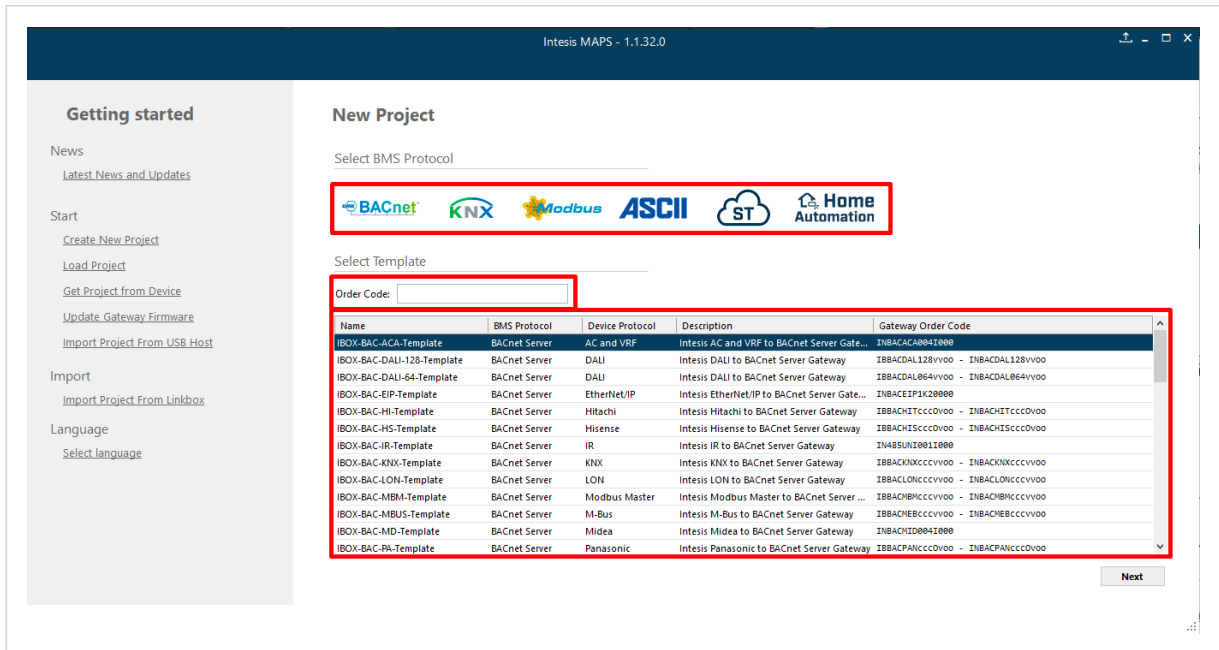 Intesis MAPS - 1.1.32.0
Getting started
News
Latest News and Updates
Start
Create New Project
Load Project
Get Project from Device
Update Gateway Firmware
Import Project From USB Host
Import
Import Project From Linkbox
Language
Select language
New Project
Select BMS Protocol
BACnet KNX Modbus ASCII ST Home Automation
Select Template
Order Code:
Name BMS Protocol Device Protocol Description Gateway Order Code
IBOX-BAC-ACA-Template BACnet Server AC and VRF Intesis AC and VRF to BACnet Server Gate... INBACACA004I000
IBOX-BAC-DALI-128-Template BACnet Server DALI Intesis DALI to BACnet Server Gateway IBBACDAL128vvoo - INBACDAL128vvoo
IBOX-BAC-DALI-64-Template BACnet Server DALI Intesis DALI to BACnet Server Gateway IBBACDAL064vvoo - INBACDAL064vvoo
IBOX-BAC-EIP-Template BACnet Server EtherNet/IP Intesis EtherNet/IP to BACnet Server Gate... INBACEIP1K20000
IBOX-BAC-HI-Template BACnet Server Hitachi Intesis Hitachi to BACnet Server Gateway IBBACHITcccOvoo - INBACHITcccOvoo
IBOX-BAC-HS-Template BACnet Server Hisense Intesis Hisense to BACnet Server Gateway IBBACHIScccOvoo - INBACHIScccOvoo
IBOX-BAC-IR-Template BACnet Server IR Intesis IR to BACnet Server Gateway IN485UNI001I000
IBOX-BAC-KNX-Template BACnet Server KNX Intesis KNX to BACnet Server Gateway IBBACKNXcccvvoo - INBACKNXcccvvoo
IBOX-BAC-LON-Template BACnet Server LON Intesis LON to BACnet Server Gateway IBBACLONcccvvoo - INBACLONcccvvoo
IBOX-BAC-MBM-Template BACnet Server Modbus Master Intesis Modbus Master to BACnet Server ... IBBACMBMcccvvoo - INBACMBMcccvvoo
IBOX-BAC-MBUS-Template BACnet Server M-Bus Intesis M-Bus to BACnet Server Gateway IBBACMEBcccvvoo - INBACMEBcccvvoo
IBOX-BAC-MD-Template BACnet Server Midea Intesis Midea to BACnet Server Gateway INBACMID004I000
IBOX-BAC-PA-Template BACnet Server Panasonic Intesis Panasonic to BACnet Server Gateway IBBACPANcccOvoo - INBACPANcccOvoo
Next